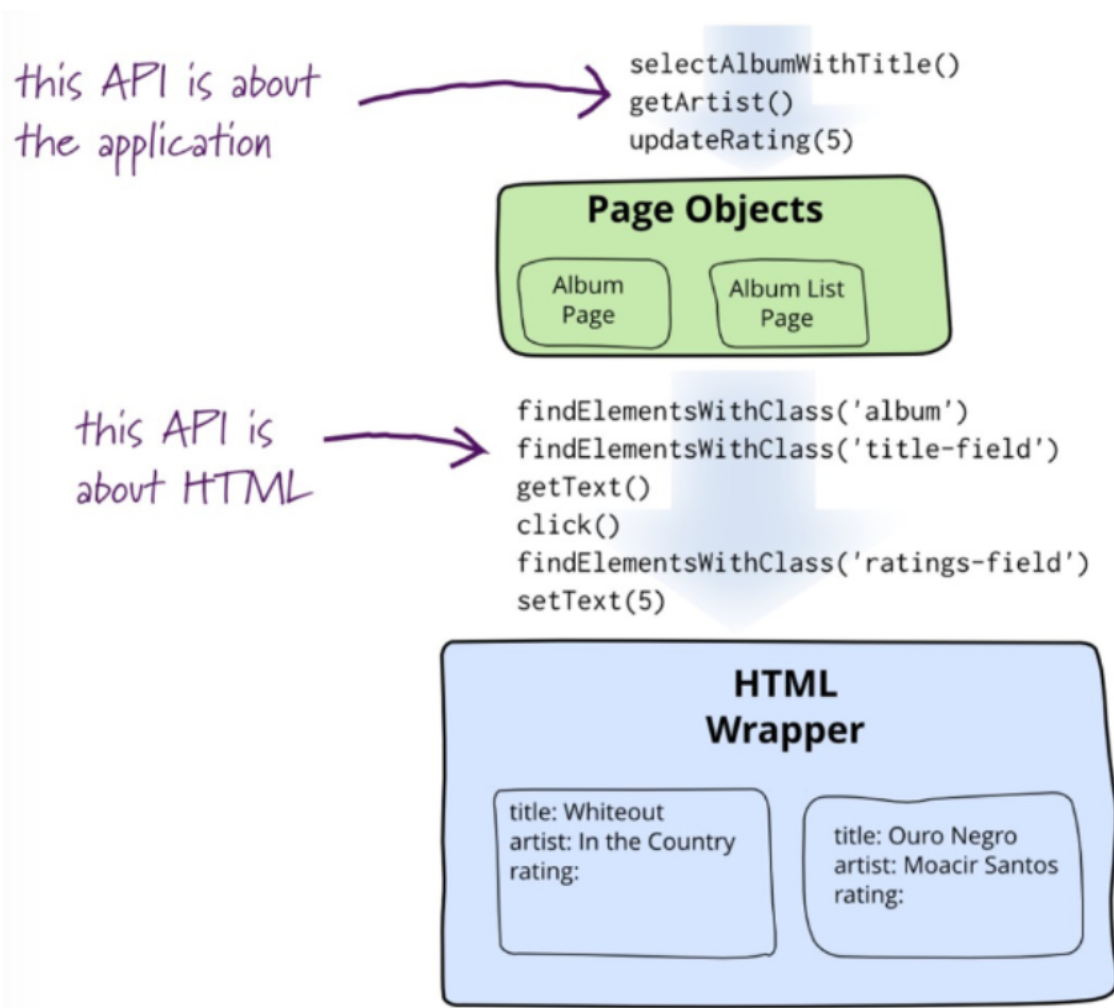 this API is about
the application
selectAlbumWithTitle()
getArtist()
updateRating(5)
Page Objects
Album
Page
Album List
Page
this API is
about HTML
findElementsWithClass('album')
findElementsWithClass('title-field')
getText()
click()
findElementsWithClass('ratings-field')
setText(5)
HTML
Wrapper
title: Whiteout
artist: In the Country
rating:
title: Ouro Negro
artist: Moacir Santos
rating: